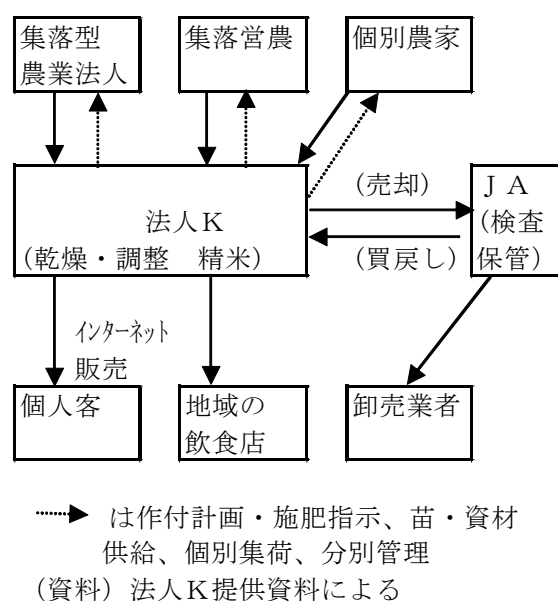 集落型
農業法人
集落営農
個別農家
法人K
(乾燥・調整　精米)
(売却)
(買戻し)
ＪＡ
(検査
保管)
インターネット
販売
個人客
地域の
飲食店
卸売業者
は作付計画・施肥指示、苗・資材
供給、個別集荷、分別管理
(資料) 法人K提供資料による